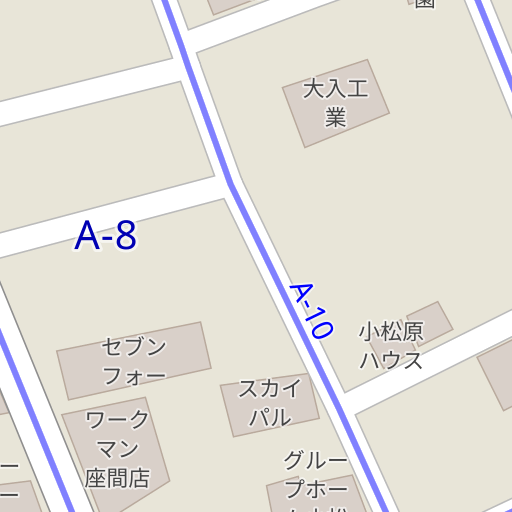 園
大入工
業
A-8
A-10
小松原
ハウス
セブン
フォー
スカイ
パル
ワーク
マン
座間店
グルー
プホー
ー
ー